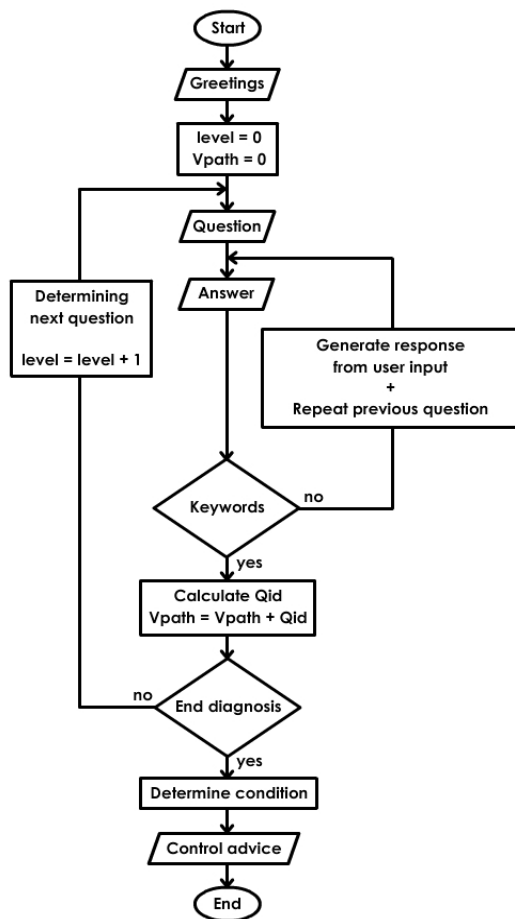 Start
Greetings
level = 0
Vpath = 0
Question
Answer
Determining
next question
level = level + 1
Generate response
from user input
+
Repeat previous question
Keywords
no
yes
Calculate Qid
Vpath = Vpath + Qid
no
End diagnosis
yes
Determine condition
Control advice
End